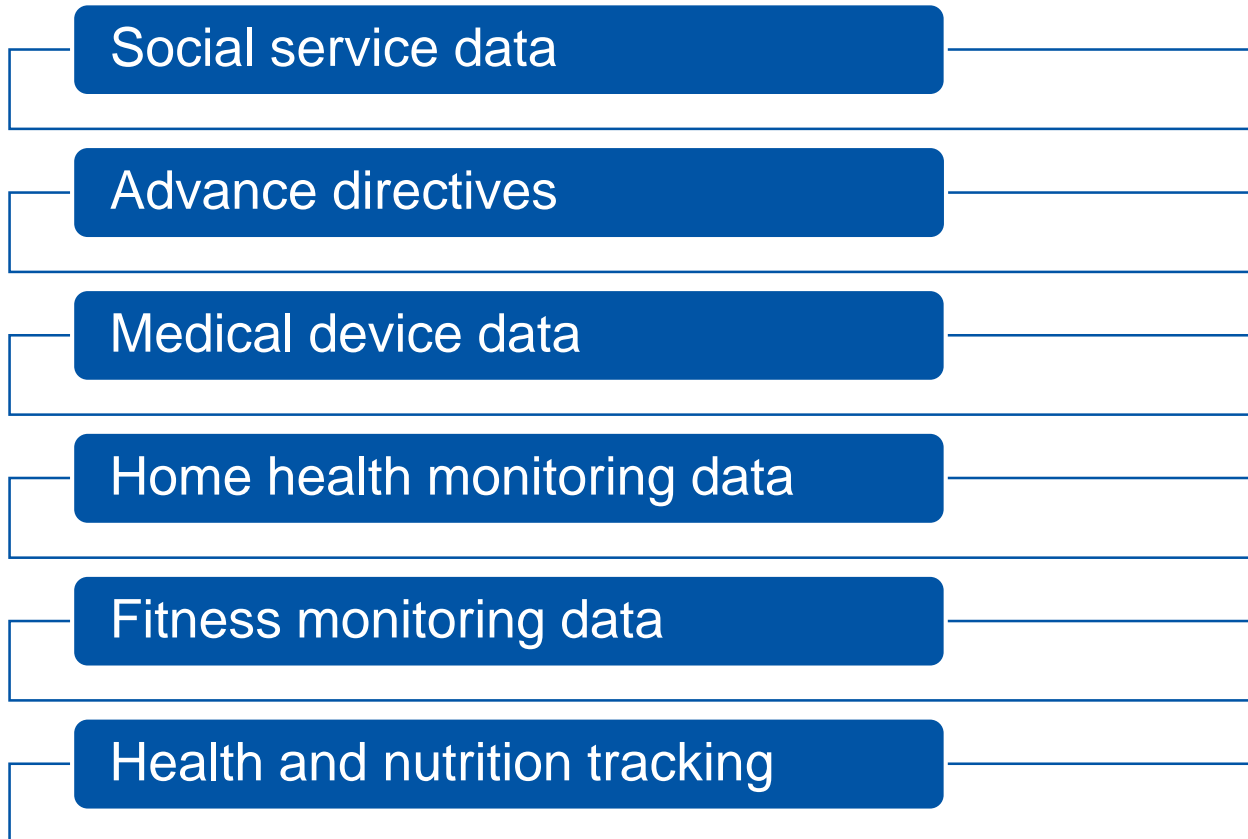 Social service data
Advance directives
Medical device data
Home health monitoring data
Fitness monitoring data
Health and nutrition tracking